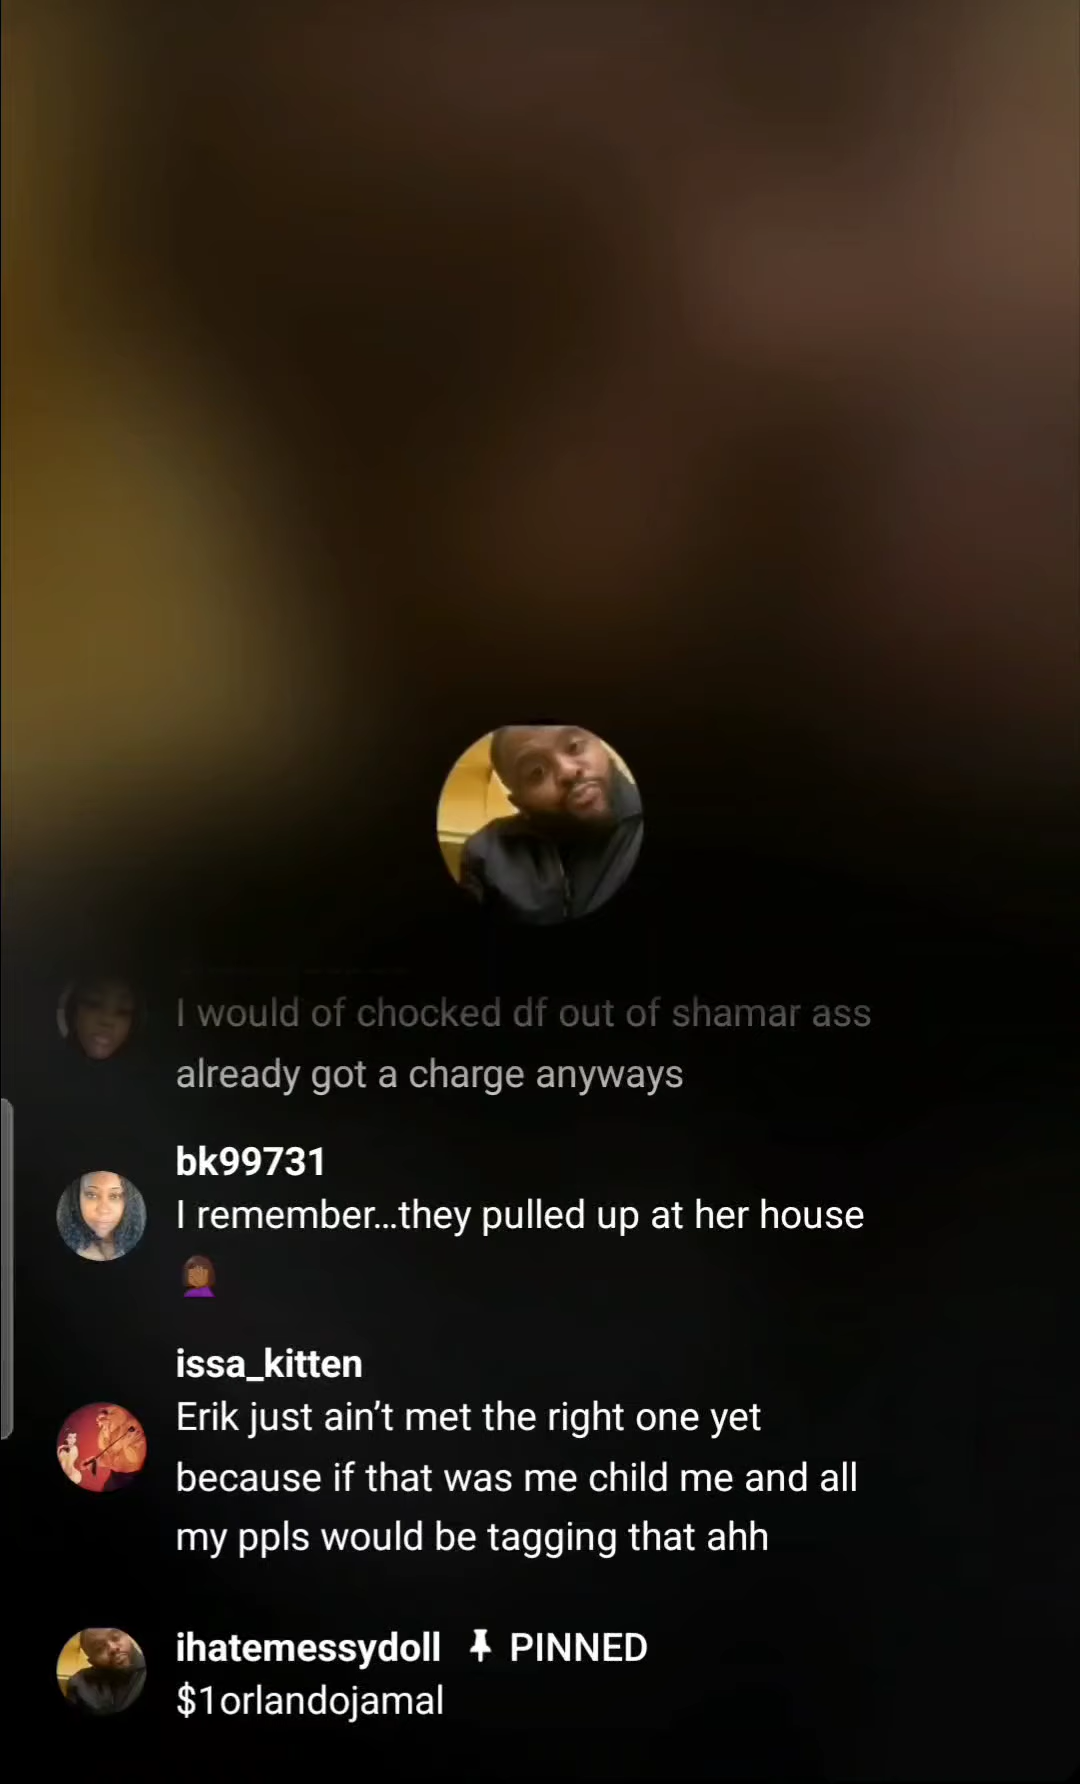 I would of chocked df out of shamar ass
already got a charge anyways
bk99731
I remember...they pulled up at her house
🤦🏾‍♀️
issa_kitten
Erik just ain't met the right one yet
because if that was me child me and all
my ppls would be tagging that ahh
ihatemessydoll 📌 PINNED
$1orlandojamal